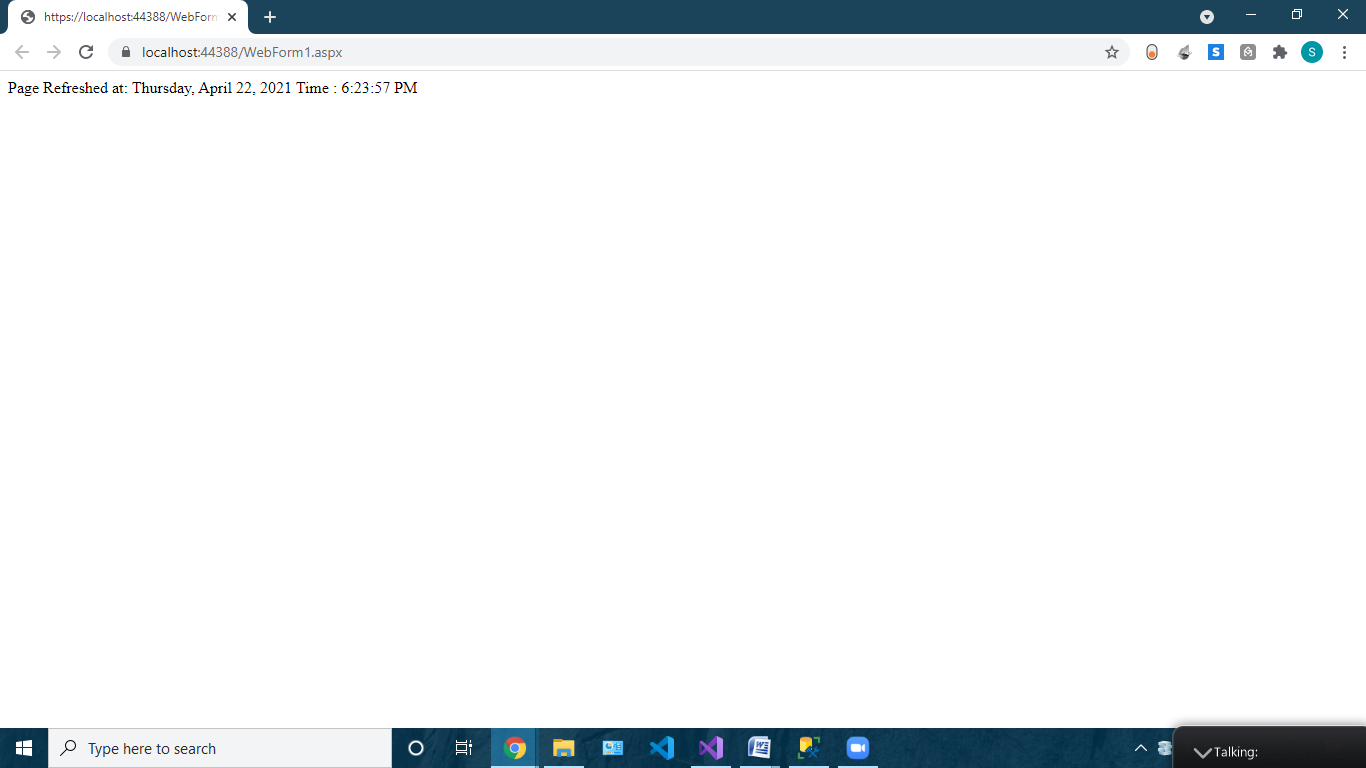 https://localhost:44388/WebForm
localhost:44388/WebForm1.aspx
S
S
Page Refreshed at: Thursday, April 22, 2021 Time : 6:23:57 PM
Type here to search
Talking: